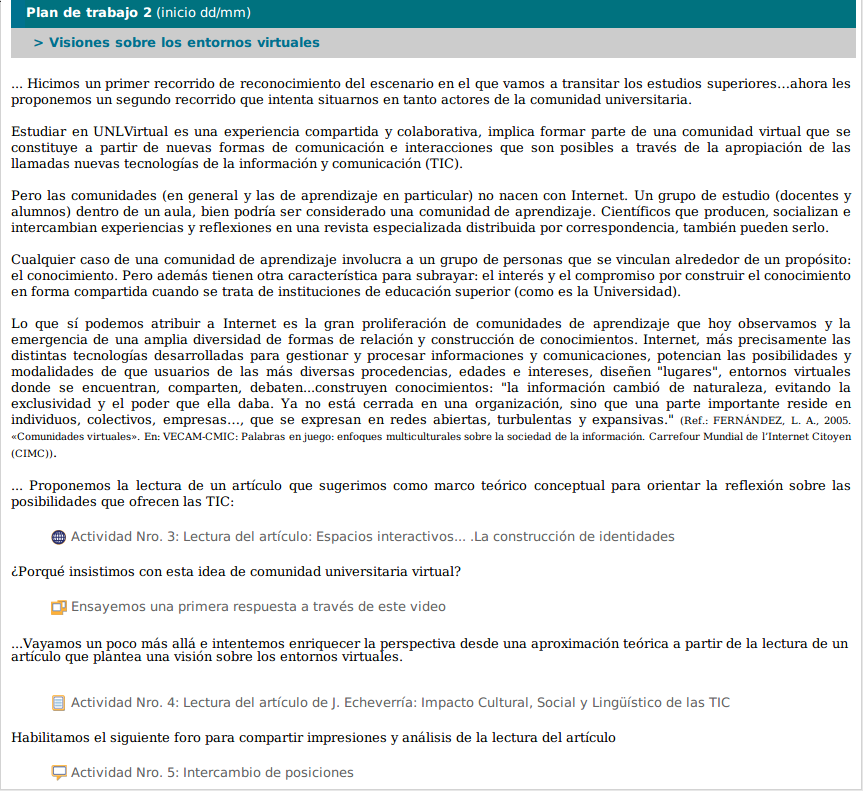 Plan de trabajo 2 (inicio dd/mm)
> Visiones sobre los entornos virtuales
... Hicimos un primer recorrido de reconocimiento del escenario en el que vamos a transitar los estudios superiores...ahora les
proponemos un segundo recorrido que intenta situarnos en tanto actores de la comunidad universitaria.
Estudiar en UNLVirtual es una experiencia compartida y colaborativa, implica formar parte de una comunidad virtual que se
constituye a partir de nuevas formas de comunicación e interacciones que son posibles a través de la apropiación de las
llamadas nuevas tecnologías de la información y comunicación (TIC).
Pero las comunidades (en general y las de aprendizaje en particular) no nacen con Internet. Un grupo de estudio (docentes y
alumnos) dentro de un aula, bien podría ser considerado una comunidad de aprendizaje. Científicos que producen, socializan e
intercambian experiencias y reflexiones en una revista especializada distribuida por correspondencia, también pueden serlo.
Cualquier caso de una comunidad de aprendizaje involucra a un grupo de personas que se vinculan alrededor de un propósito:
el conocimiento. Pero además tienen otra característica para subrayar: el interés y el compromiso por construir el conocimiento
en forma compartida cuando se trata de instituciones de educación superior (como es la Universidad).
Lo que sí podemos atribuir a Internet es la gran proliferación de comunidades de aprendizaje que hoy observamos y la
emergencia de una amplia diversidad de formas de relación y construcción de conocimientos. Internet, más precisamente las
distintas tecnologías desarrolladas para gestionar y procesar informaciones y comunicaciones, potencian las posibilidades y
modalidades de que usuarios de las más diversas procedencias, edades e intereses, diseñen "lugares", entornos virtuales
donde se encuentran, comparten, debaten...construyen conocimientos: "la información cambió de naturaleza, evitando la
exclusividad y el poder que ella daba. Ya no está cerrada en una organización, sino que una parte importante reside en
individuos, colectivos, empresas..., que se expresan en redes abiertas, turbulentas y expansivas." (Ref.: FERNÁNDEZ, L. A., 2005.
«Comunidades virtuales». En: VECAM-CMIC: Palabras en juego: enfoques multiculturales sobre la sociedad de la información. Carrefour Mundial de l'Internet Citoyen
(CIMC)).
... Proponemos la lectura de un artículo que sugerimos como marco teórico conceptual para orientar la reflexión sobre las
posibilidades que ofrecen las TIC:
Actividad Nro. 3: Lectura del artículo: Espacios interactivos... .La construcción de identidades
¿Porqué insistimos con esta idea de comunidad universitaria virtual?
Ensayemos una primera respuesta a través de este video
...Vayamos un poco más allá e intentemos enriquecer la perspectiva desde una aproximación teórica a partir de la lectura de un
artículo que plantea una visión sobre los entornos virtuales.
Actividad Nro. 4: Lectura del artículo de J. Echeverría: Impacto Cultural, Social y Lingüístico de las TIC
Habilitamos el siguiente foro para compartir impresiones y análisis de la lectura del artículo
Actividad Nro. 5: Intercambio de posiciones